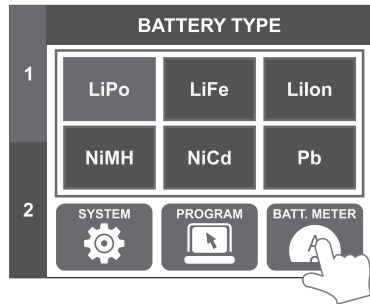 BATTERY TYPE
1
LiPo LiFe LiIon
NiMH NiCd Pb
2
SYSTEM PROGRAM BATT. METER